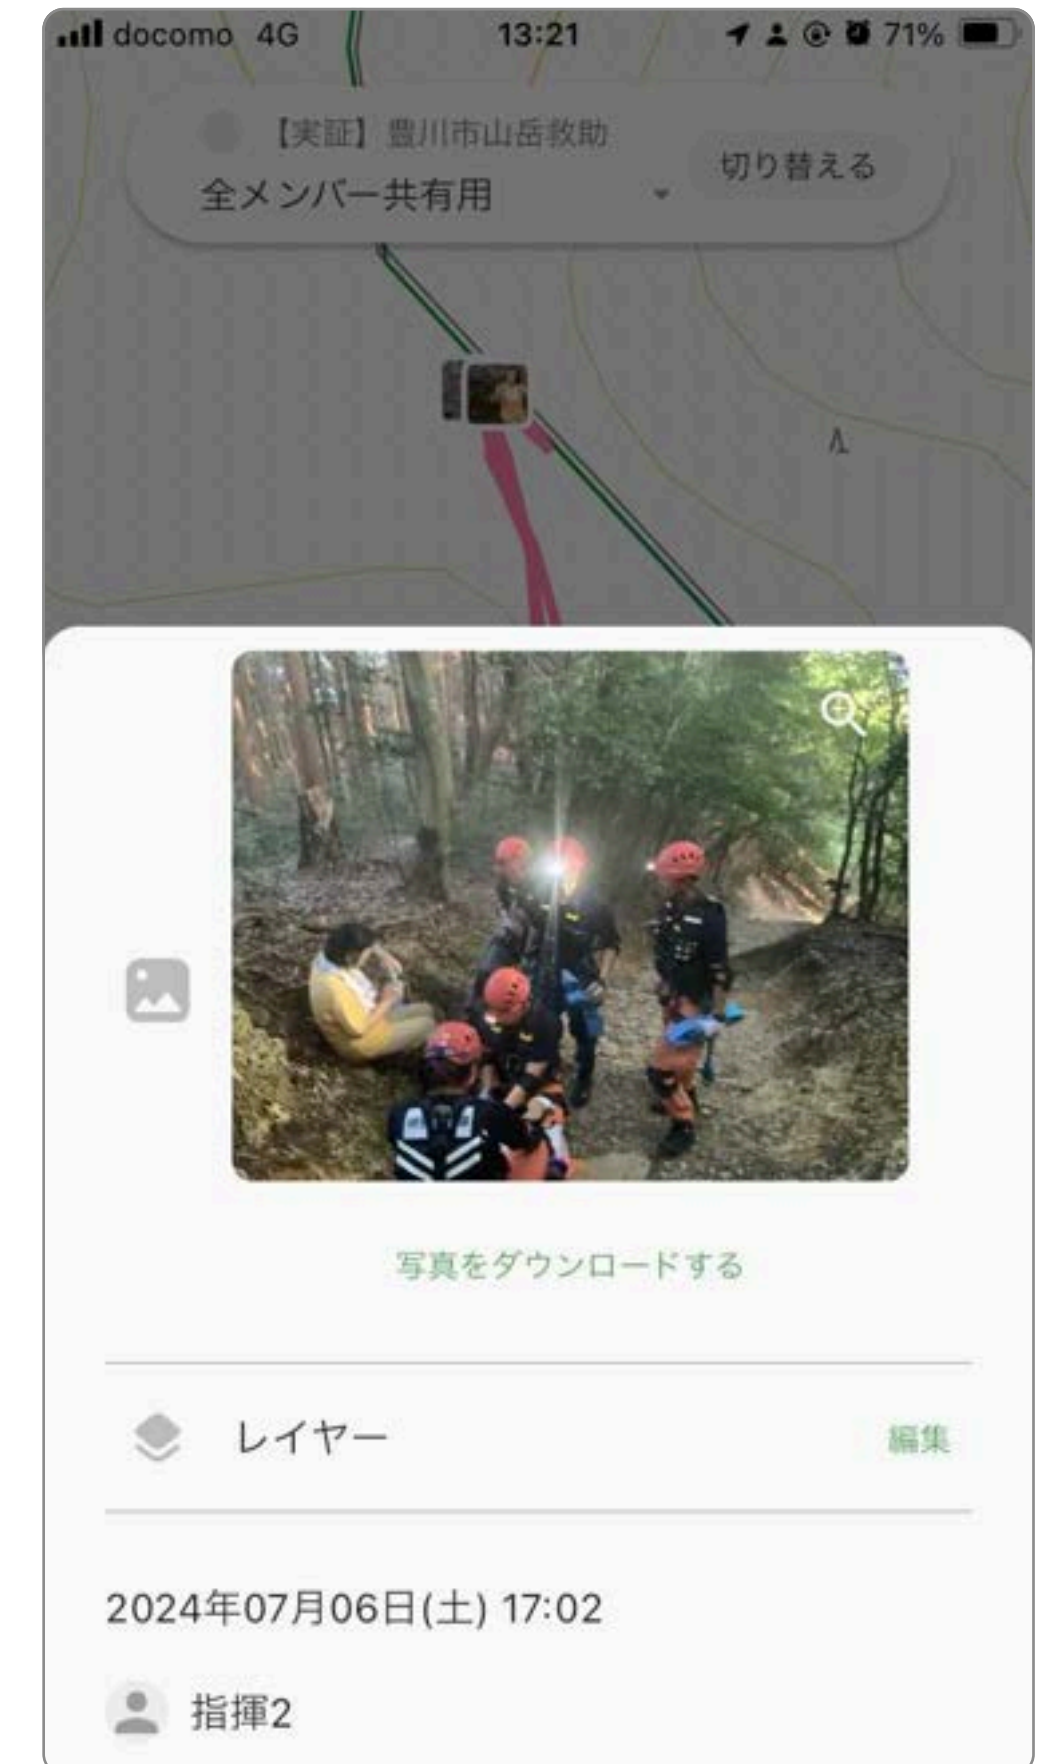 docomo 4G 13:21 71%
【実証】豊川市山岳救助
全メンバー共有用
切り替える
写真をダウンロードする
レイヤー 編集
2024年07月06日(土) 17:02
指揮2